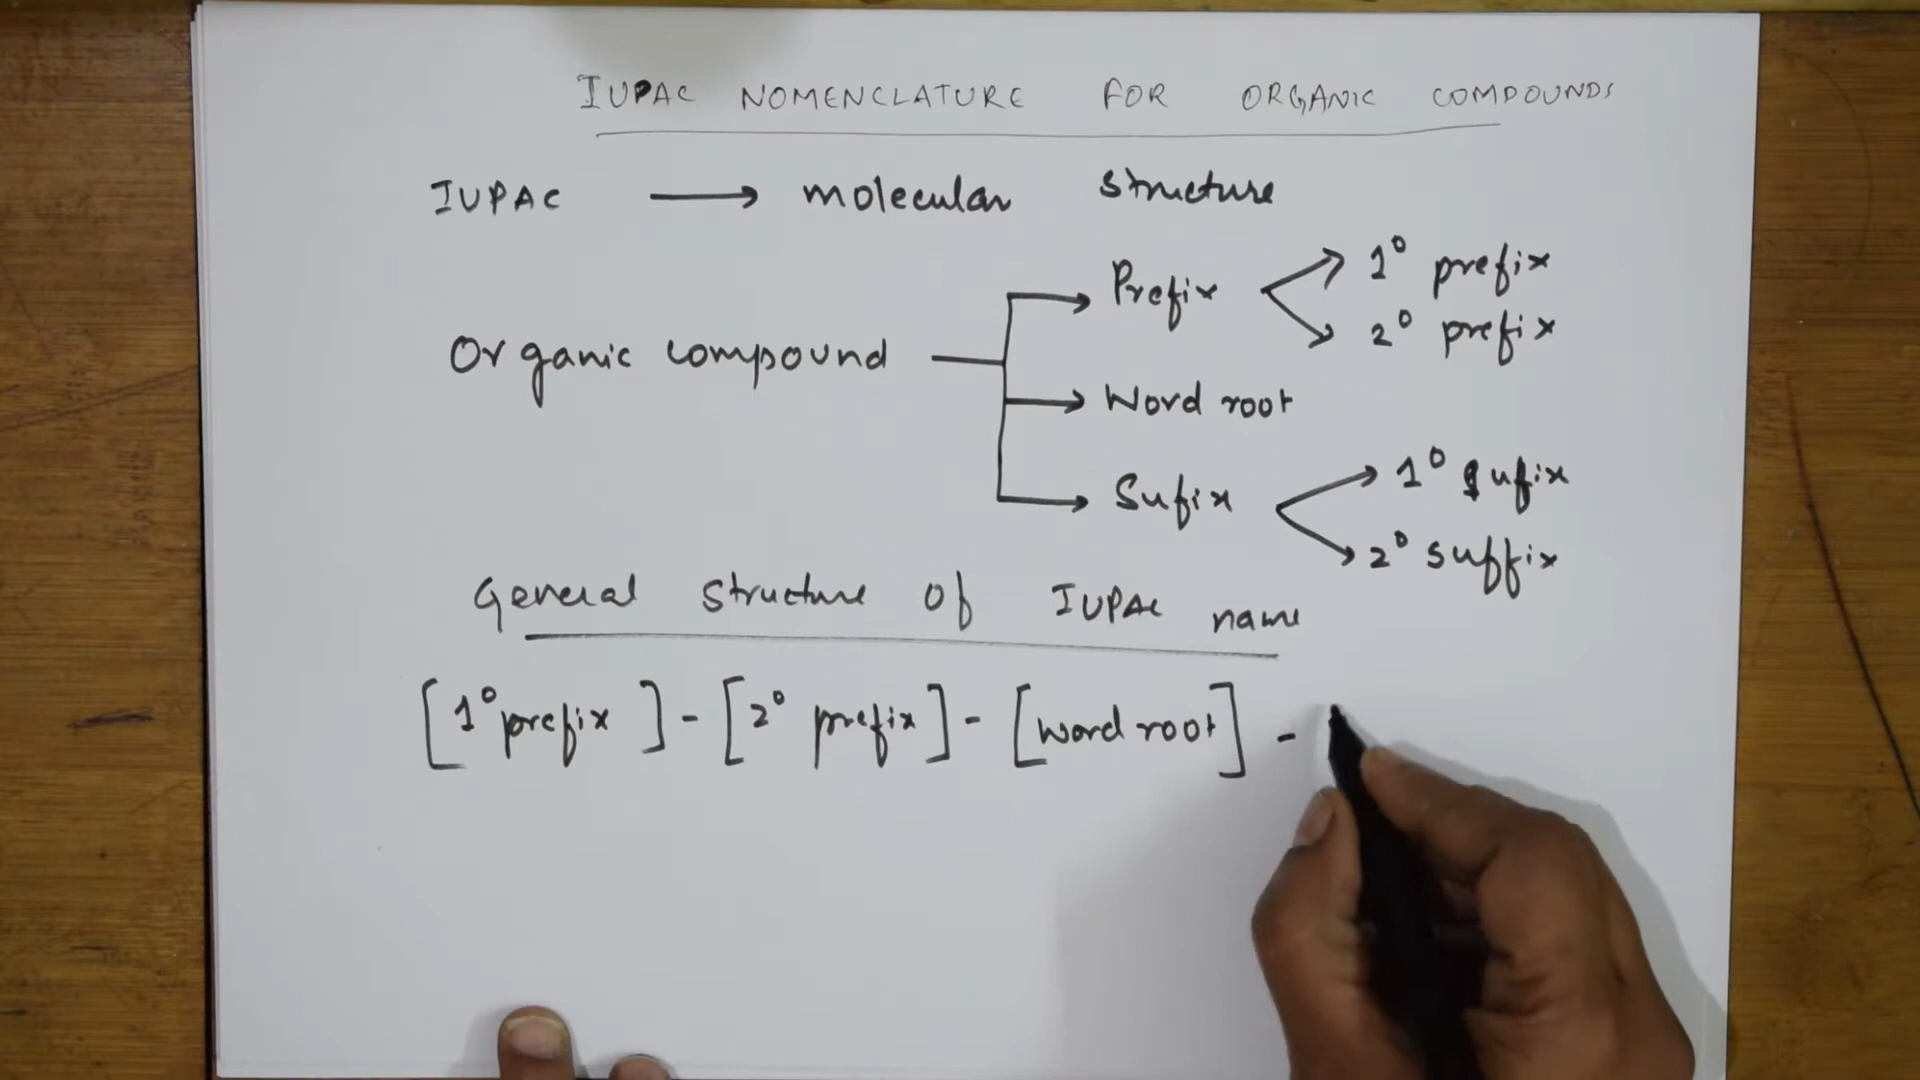 IUPAC NOMENCLATURE FOR ORGANIC COMPOUNDS
IUPAC → molecular structure
Prefix
1° prefix
2° prefix
Organic compound
Word root
Sufix
1° sufix
2° suffix
General structure of IUPAC name
[1° prefix] - [2° prefix] - [word root] -